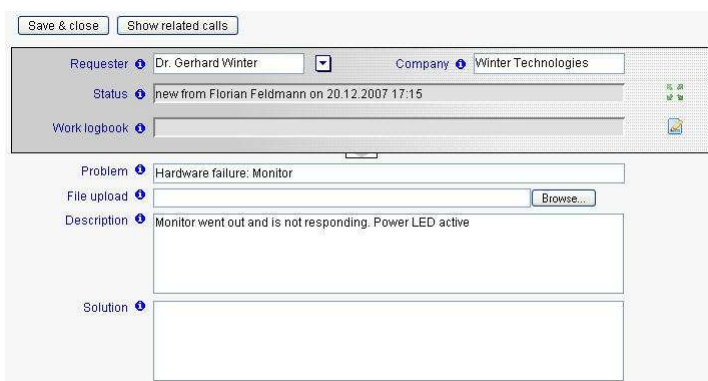 Save & close Show related calls
Requester Dr. Gerhard Winter Company Winter Technologies
Status new from Florian Feldmann on 20.12.2007 17:15
Work logbook
Problem Hardware failure: Monitor
File upload Browse...
Description Monitor went out and is not responding. Power LED active
Solution